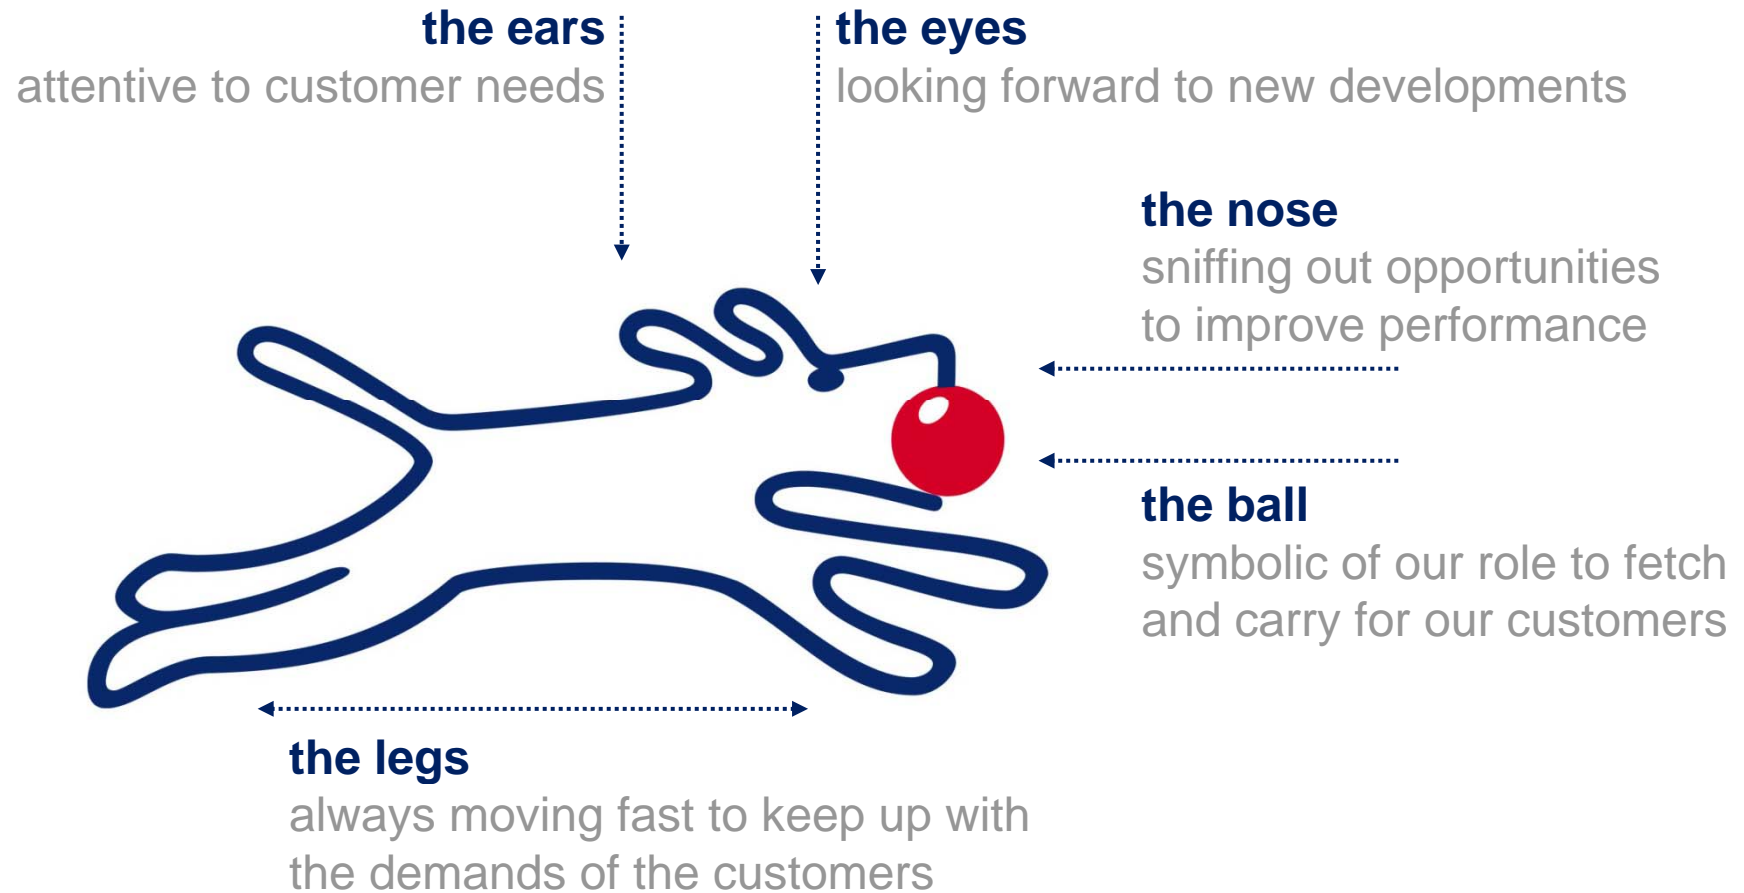 the ears
attentive to customer needs
the eyes
looking forward to new developments
the nose
sniffing out opportunities
to improve performance
the ball
symbolic of our role to fetch
and carry for our customers
the legs
always moving fast to keep up with
the demands of the customers